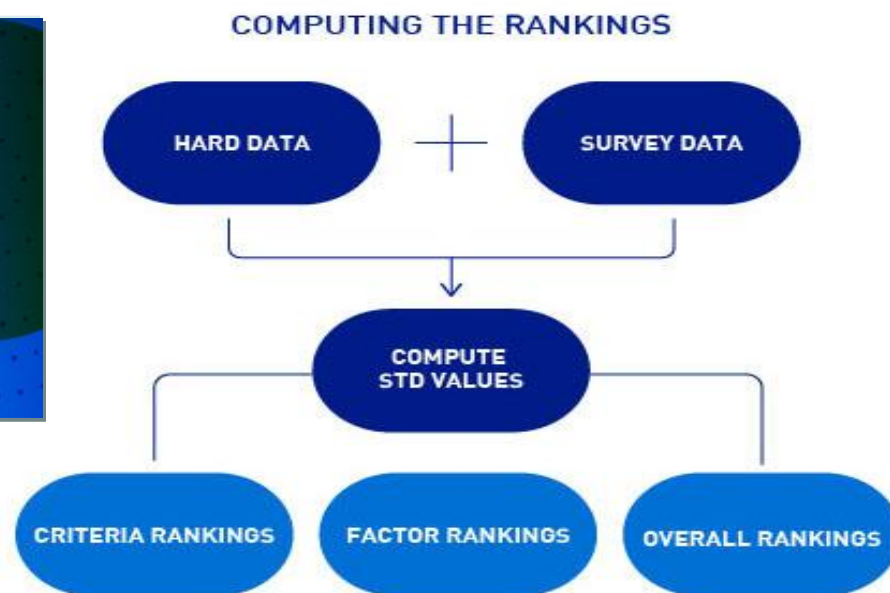 COMPUTING THE RANKINGS
HARD DATA
SURVEY DATA
COMPUTE
STD VALUES
CRITERIA RANKINGS
FACTOR RANKINGS
OVERALL RANKINGS